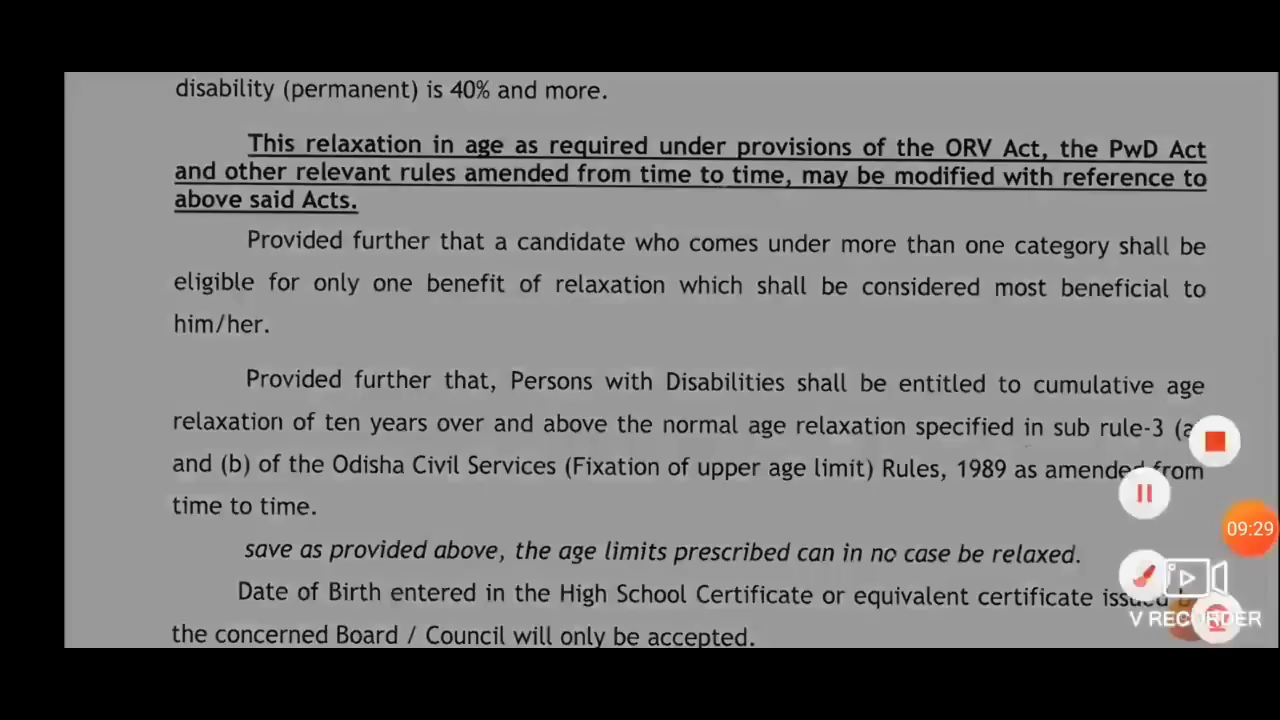 disability (permanent) is 40% and more.
This relaxation in age as required under provisions of the ORV Act, the PwD Act
and other relevant rules amended from time to time, may be modified with reference to
above said Acts.
Provided further that a candidate who comes under more than one category shall be
eligible for only one benefit of relaxation which shall be considered most beneficial to
him/her.
Provided further that, Persons with Disabilities shall be entitled to cumulative age
relaxation of ten years over and above the normal age relaxation specified in sub rule-3 (a
and (b) of the Odisha Civil Services (Fixation of upper age limit) Rules, 1989 as amended from
time to time.
save as provided above, the age limits prescribed can in no case be relaxed.
Date of Birth entered in the High School Certificate or equivalent certificate issued
the concerned Board / Council will only be accepted.
09:29
V RECORDER